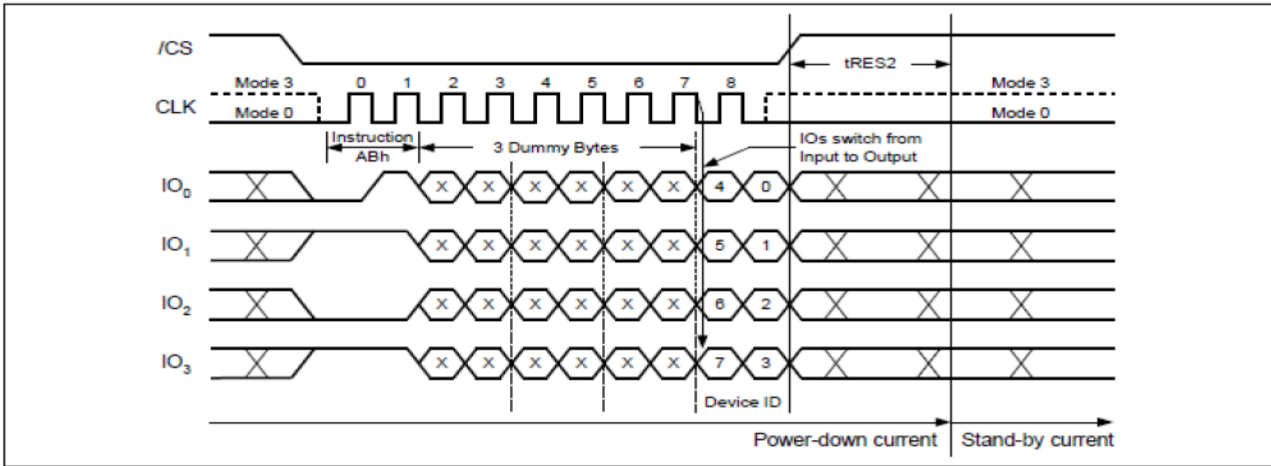 /CS
tRES2
Mode 3 0 1 2 3 4 5 6 7 8 Mode 3
CLK
Mode 0 Mode 0
Instruction
ABh
3 Dummy Bytes
IOs switch from
Input to Output
IO0 X X X X X X X 4 0 X X X
IO1 X X X X X X X 5 1 X X X
IO2 X X X X X X X 6 2 X X X
IO3 X X X X X X X 7 3 X X X
Device ID
Power-down current Stand-by current